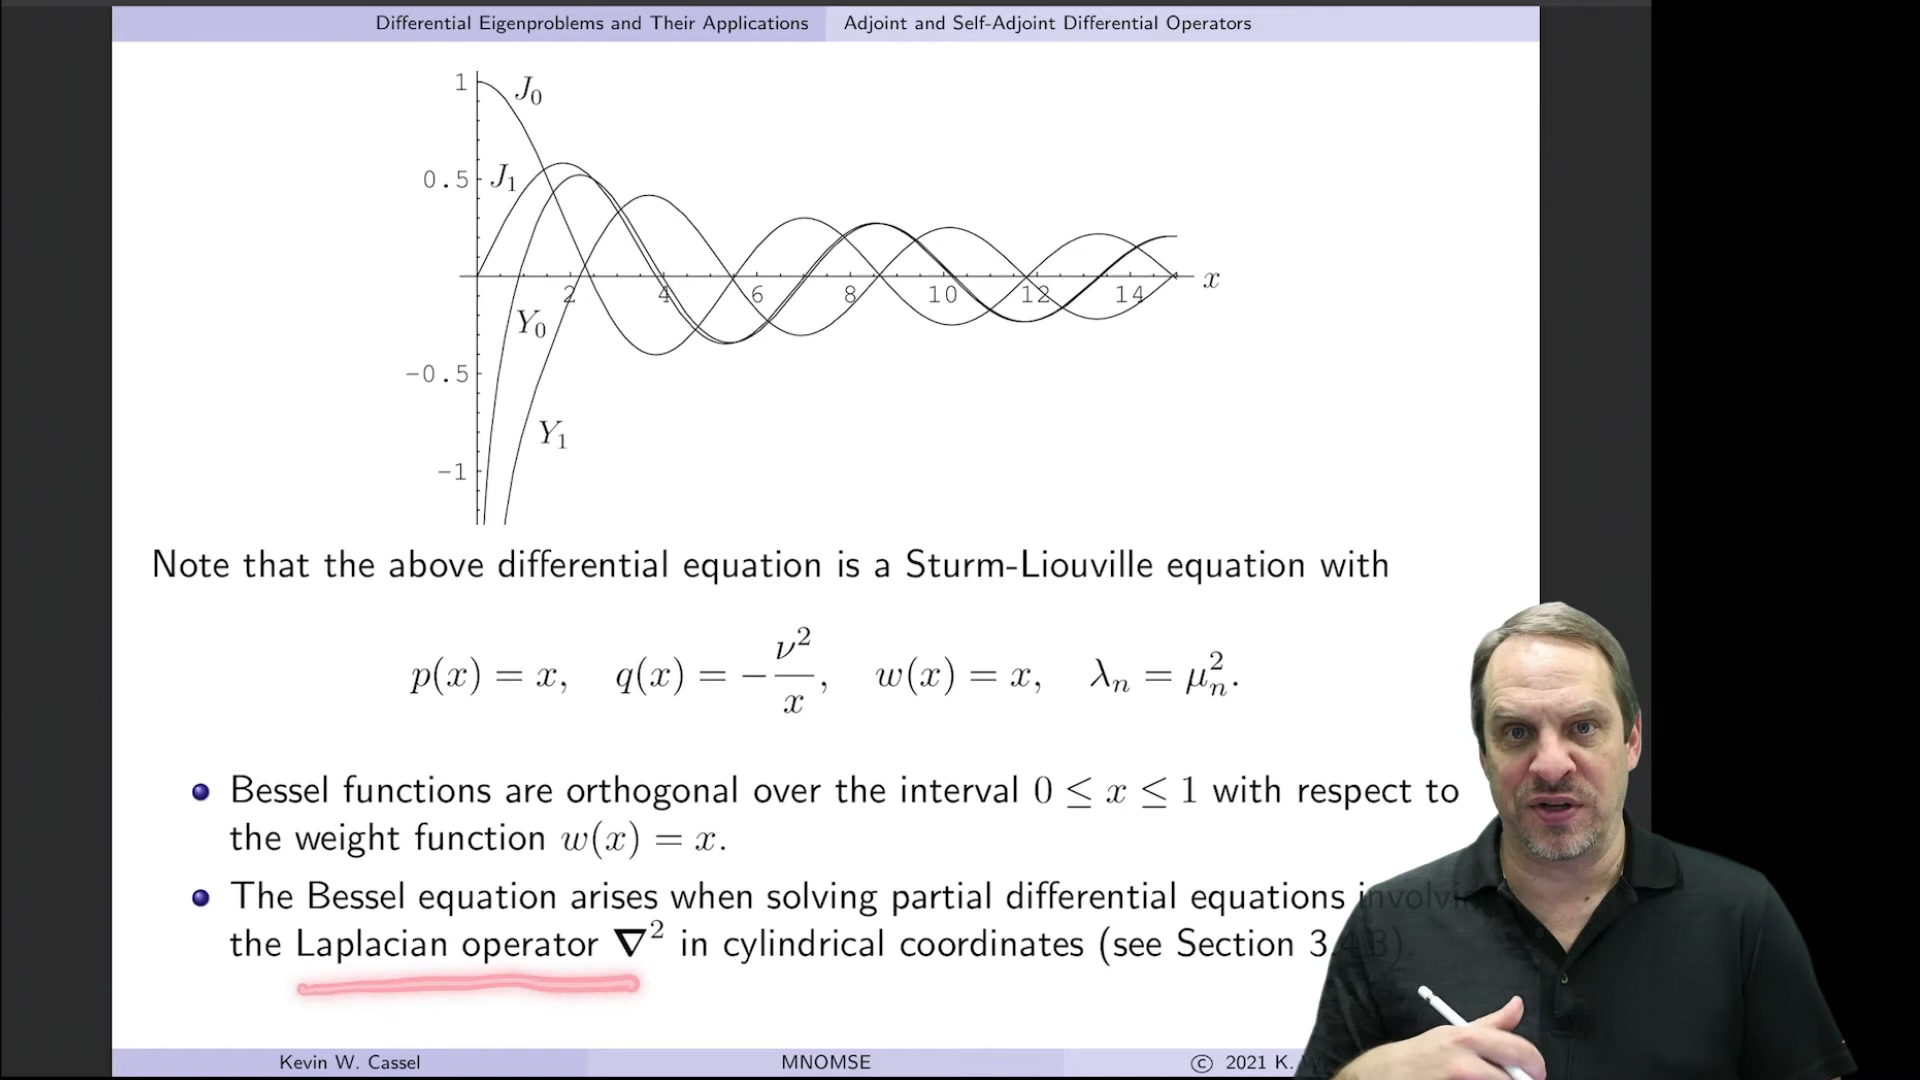 Differential Eigenproblems and Their Applications Adjoint and Self-Adjoint Differential Operators
1 J₀
0.5 J₁
x
2 4 6 8 10 12 14
Y₀
-0.5
Y₁
-1
Note that the above differential equation is a Sturm-Liouville equation with
p(x) = x, q(x) = −ν²/x, w(x) = x, λₙ = μₙ².
Bessel functions are orthogonal over the interval 0 ≤ x ≤ 1 with respect to
the weight function w(x) = x.
The Bessel equation arises when solving partial differential equations
the Laplacian operator ∇² in cylindrical coordinates (see Section
Kevin W. Cassel MNOMSE © 2021 K.